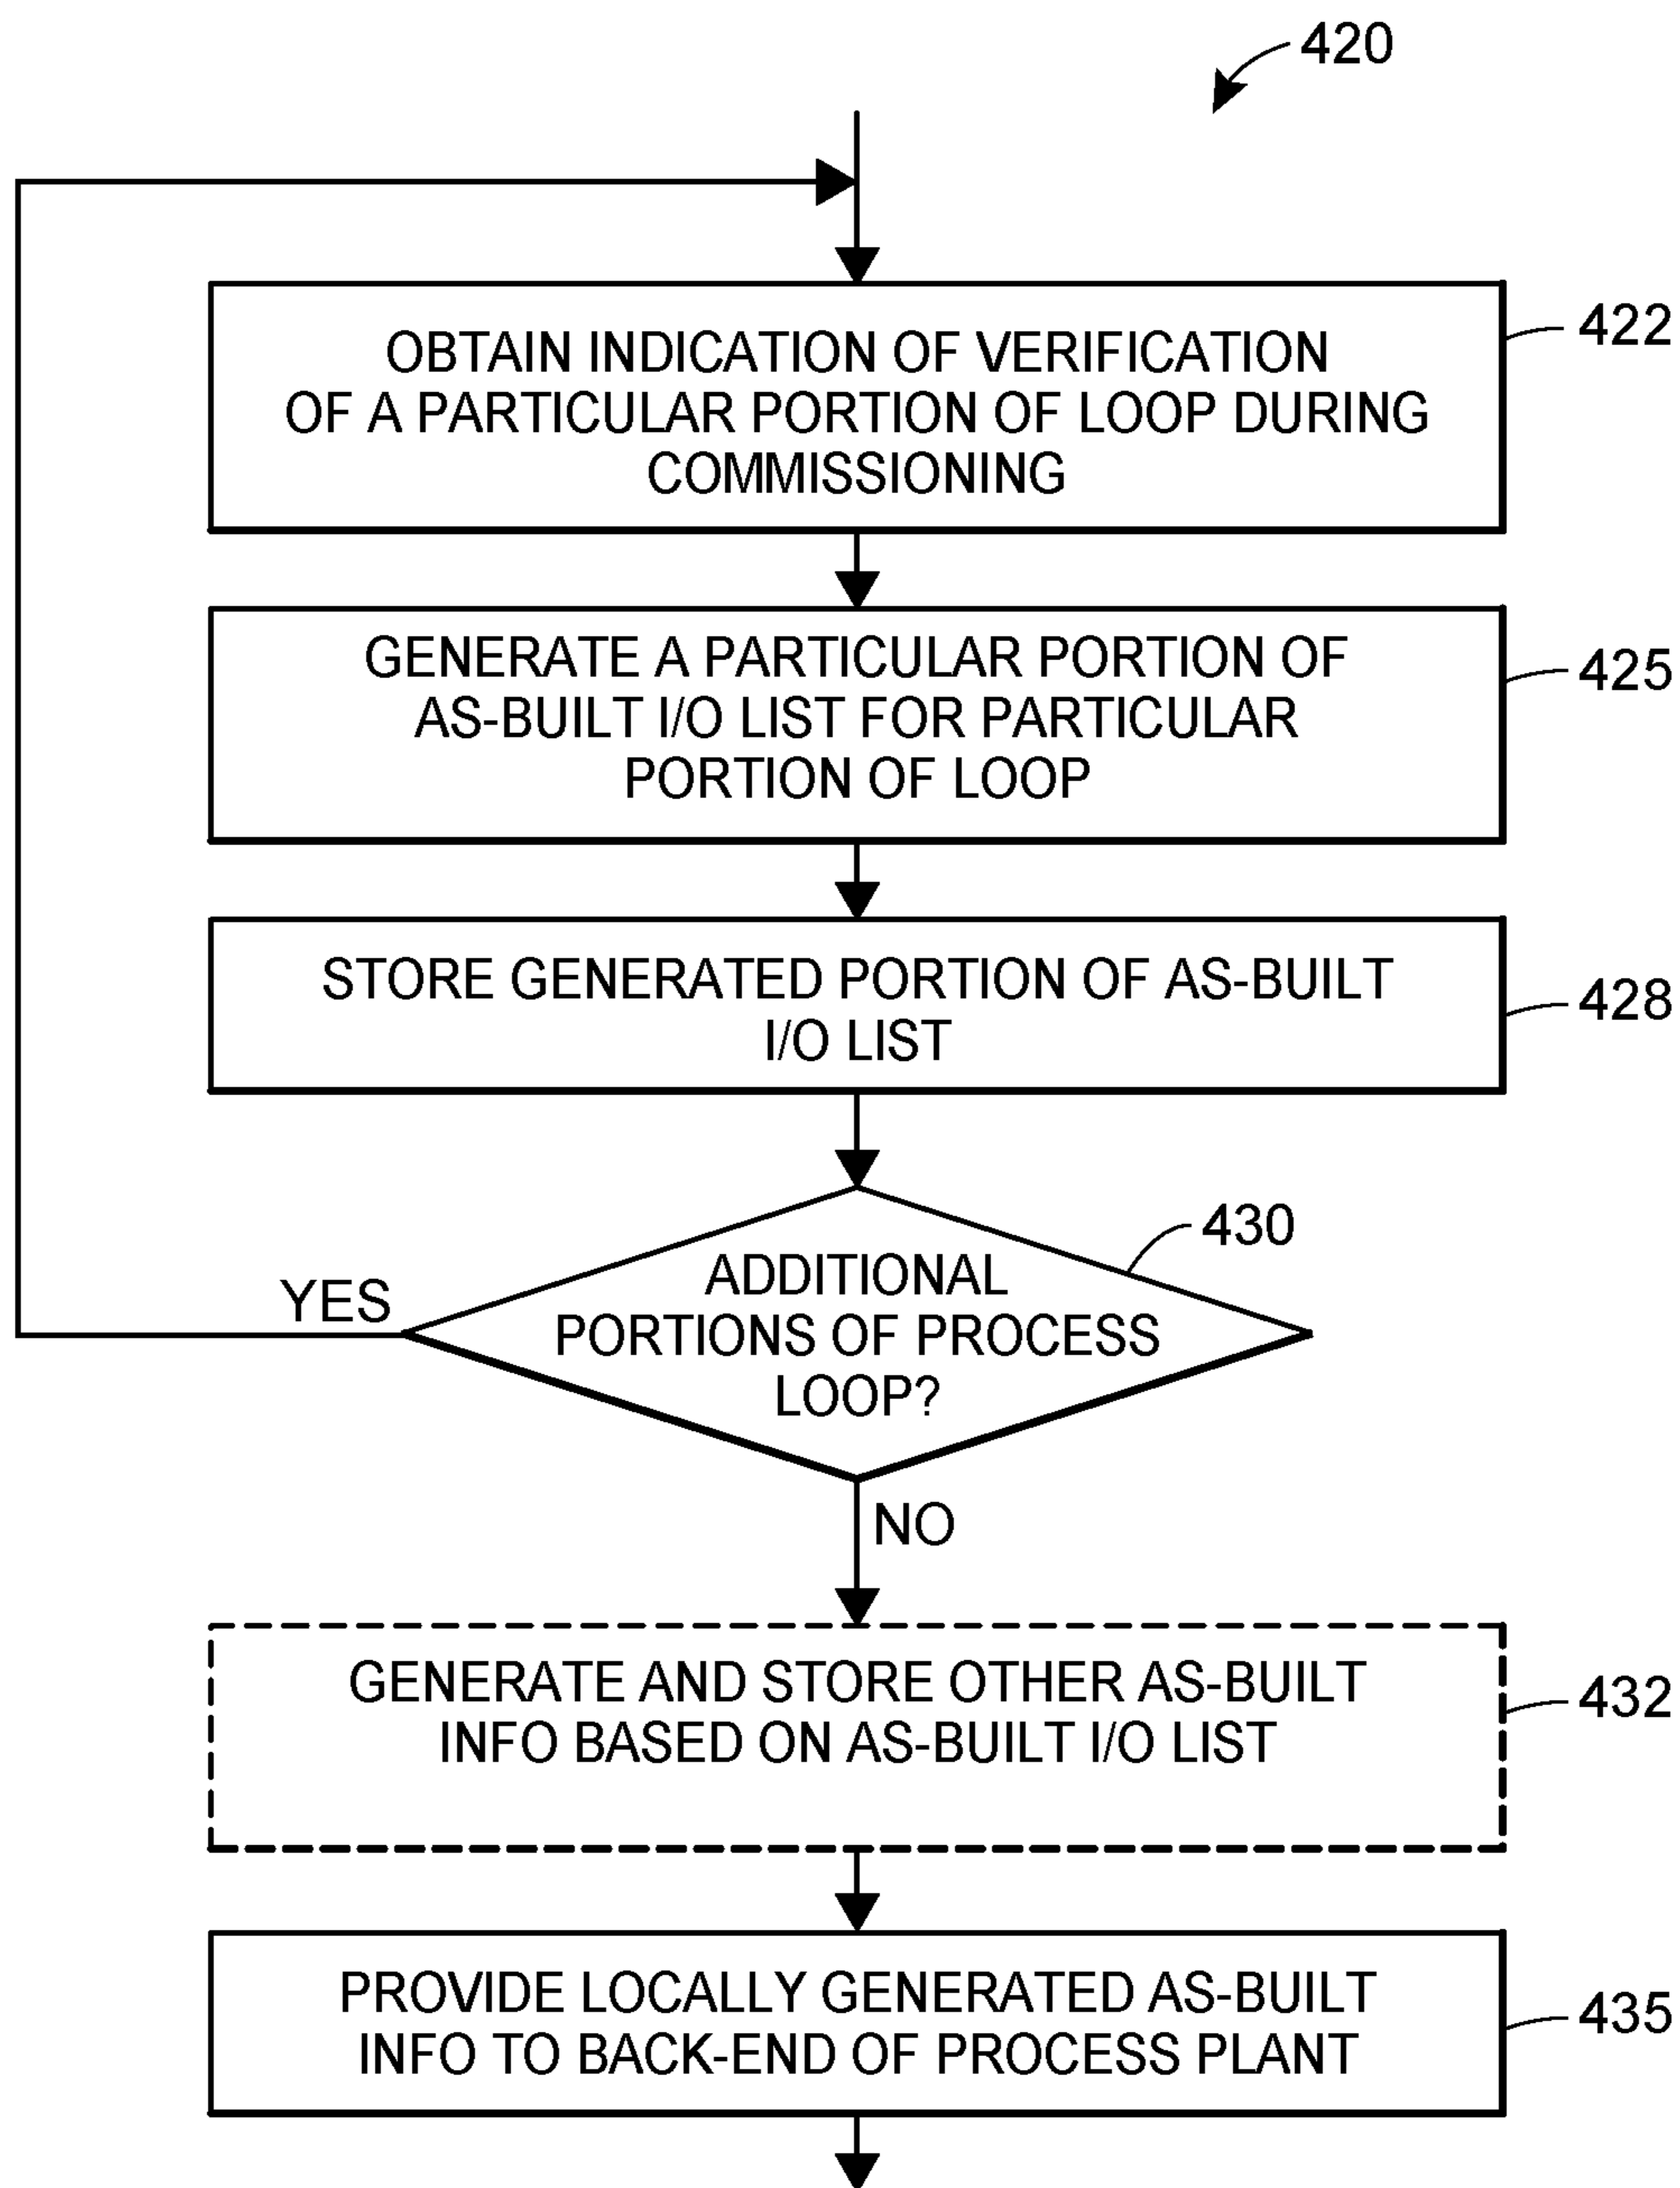 420
OBTAIN INDICATION OF VERIFICATION
OF A PARTICULAR PORTION OF LOOP DURING
COMMISSIONING
422
GENERATE A PARTICULAR PORTION OF
AS-BUILT I/O LIST FOR PARTICULAR
PORTION OF LOOP
425
STORE GENERATED PORTION OF AS-BUILT
I/O LIST
428
430
ADDITIONAL
PORTIONS OF PROCESS
LOOP?
YES
NO
GENERATE AND STORE OTHER AS-BUILT
INFO BASED ON AS-BUILT I/O LIST
432
PROVIDE LOCALLY GENERATED AS-BUILT
INFO TO BACK-END OF PROCESS PLANT
435